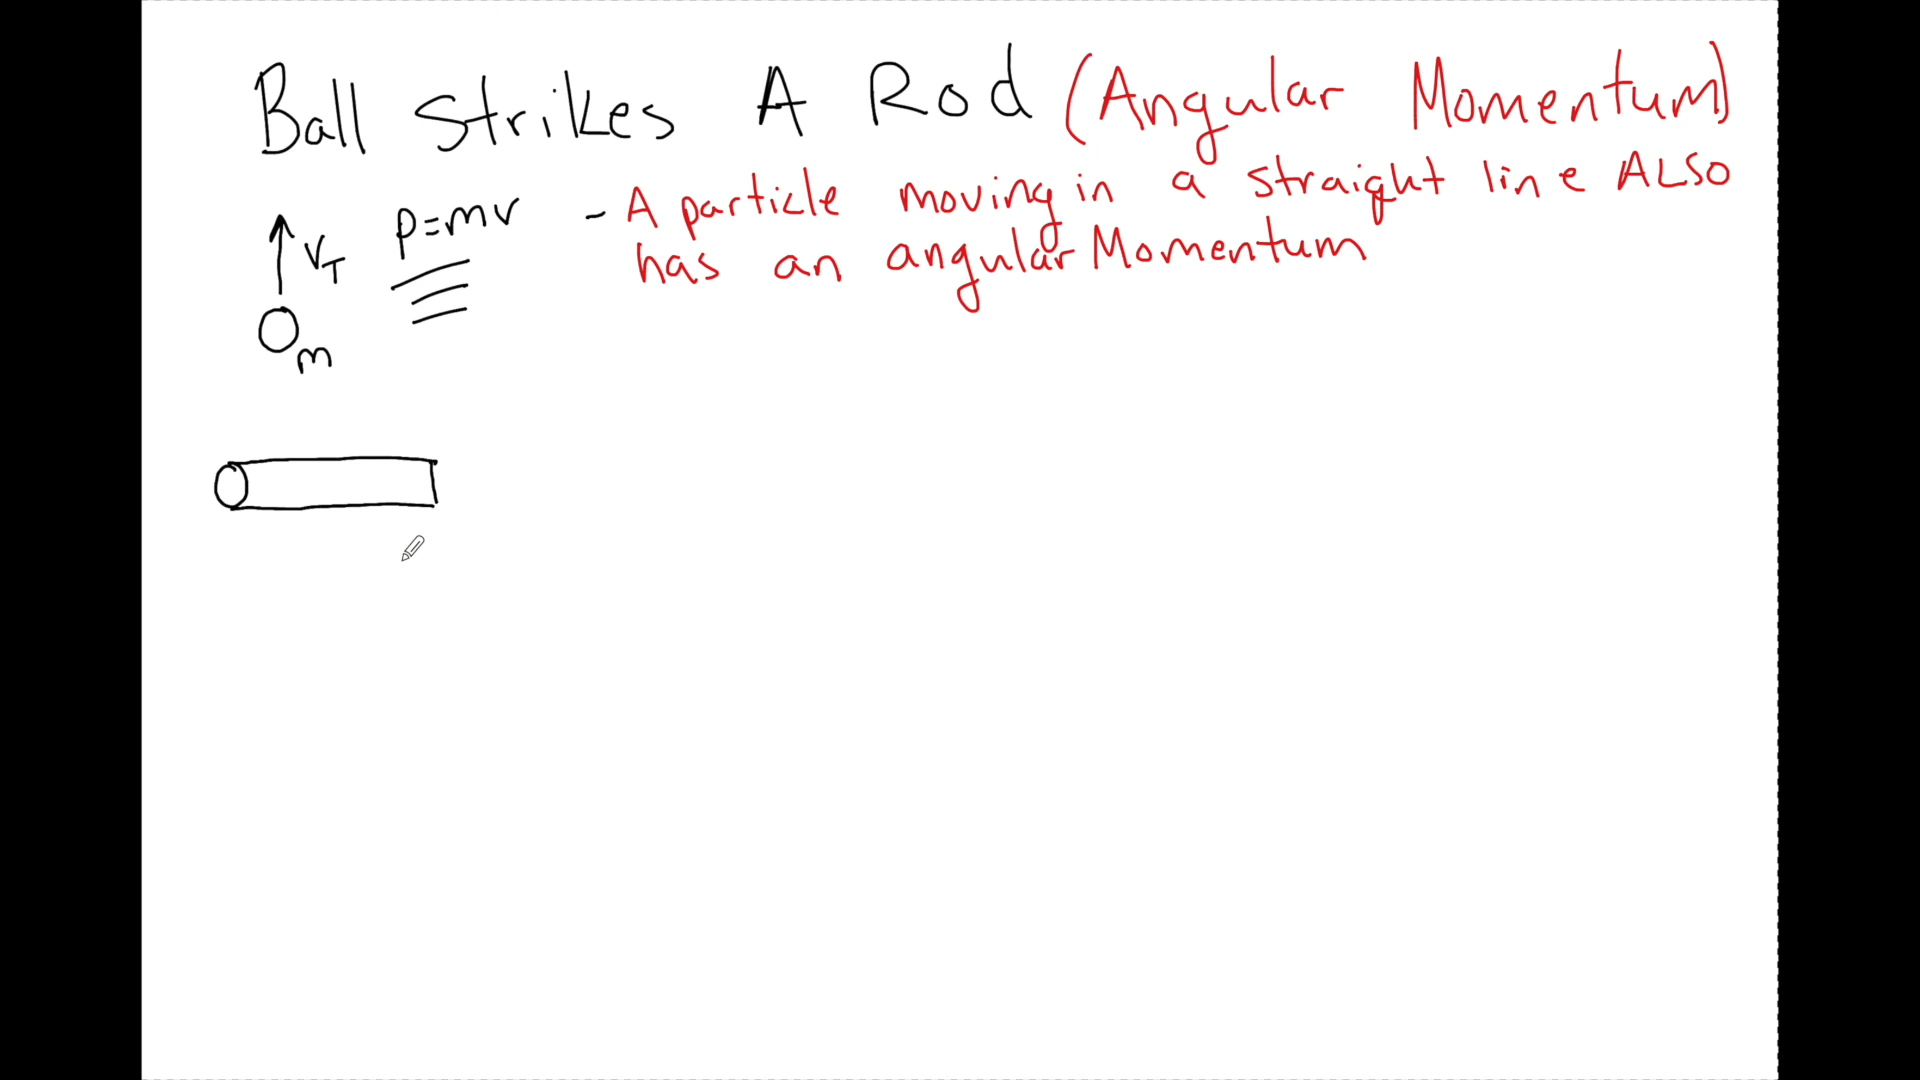 Ball Strikes A Rod (Angular Momentum)
p=mv - A particle moving in a straight line ALSO
has an angular Momentum
VT
m